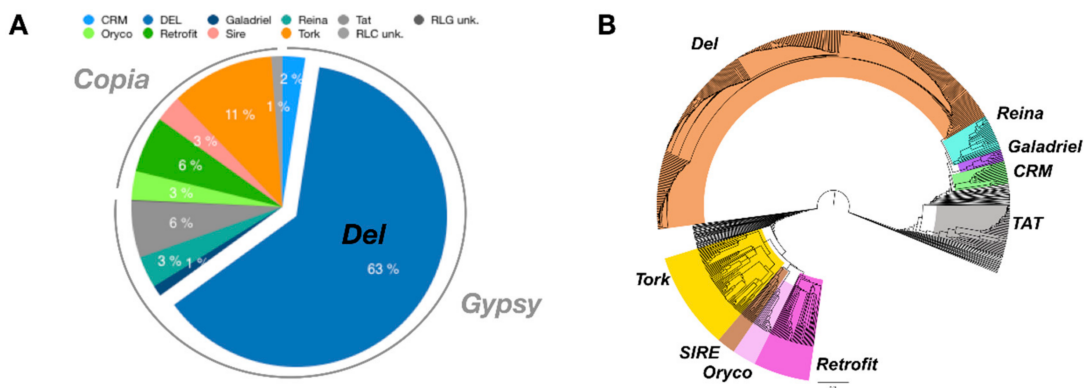 A
CRM DEL Galadriel Reina Tat RLG unk.
Oryco Retrofit Sire Tork RLC unk.
Copia
2 %
1 %
11 %
3 %
6 %
3 %
6 %
3 %
1 %
Del
63 %
Gypsy
B
Del
Reina
Galadriel
CRM
TAT
Tork
SIRE
Oryco
Retrofit